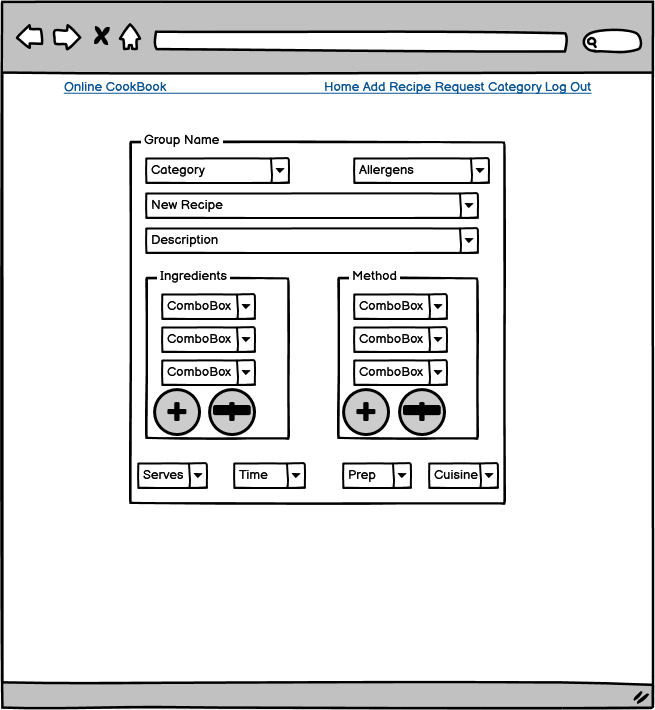 Online CookBook Home Add Recipe Request Category Log Out
Group Name
Category Allergens
New Recipe
Description
Ingredients Method
ComboBox ComboBox
ComboBox ComboBox
ComboBox ComboBox
Serves Time Prep Cuisine